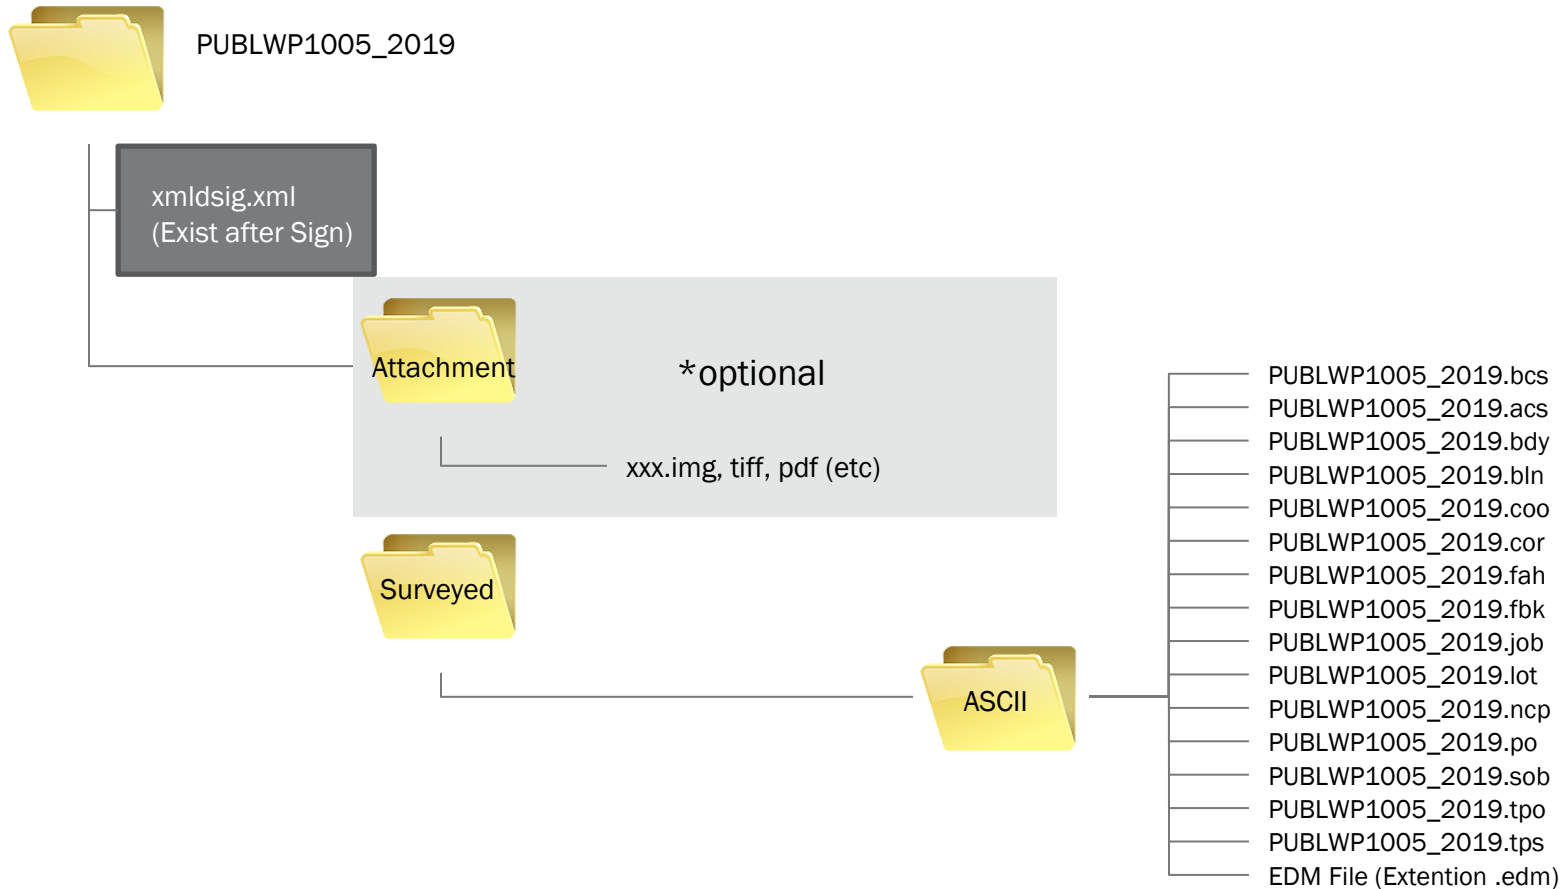 PUBLWP1005_2019
xmldsig.xml
(Exist after Sign)
Attachment
*optional
xxx.img, tiff, pdf (etc)
Surveyed
ASCII
PUBLWP1005_2019.bcs
PUBLWP1005_2019.acs
PUBLWP1005_2019.bdy
PUBLWP1005_2019.bln
PUBLWP1005_2019.coo
PUBLWP1005_2019.cor
PUBLWP1005_2019.fah
PUBLWP1005_2019.fbk
PUBLWP1005_2019.job
PUBLWP1005_2019.lot
PUBLWP1005_2019.ncp
PUBLWP1005_2019.po
PUBLWP1005_2019.sob
PUBLWP1005_2019.tpo
PUBLWP1005_2019.tps
EDM File (Extention .edm)